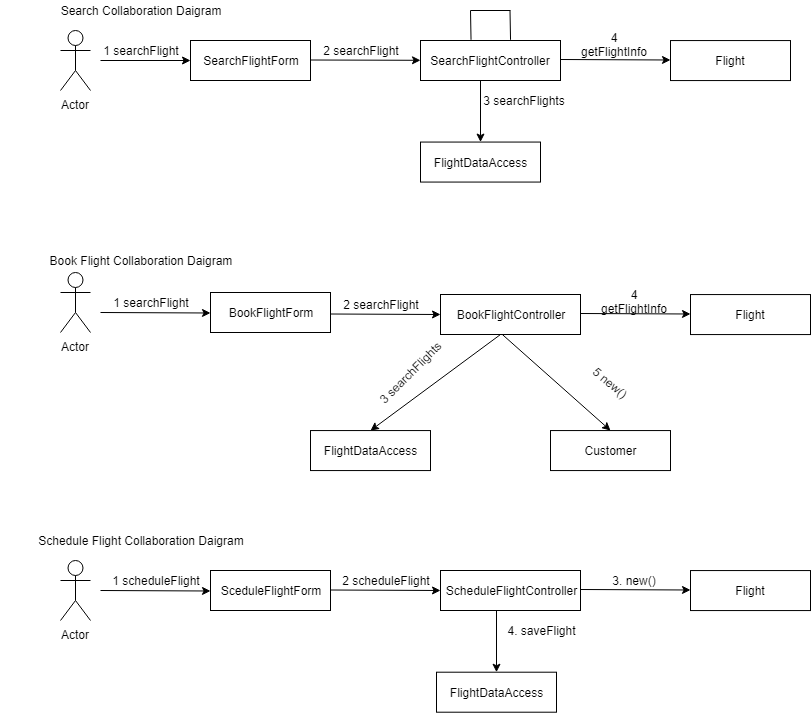 Search Collaboration Daigram
1 searchFlight
SearchFlightForm
2 searchFlight
SearchFlightController
4
getFlightInfo
Flight
Actor
3 searchFlights
FlightDataAccess
Book Flight Collaboration Daigram
1 searchFlight
BookFlightForm
2 searchFlight
BookFlightController
4
getFlightInfo
Flight
Actor
3 searchFlights
5 new()
FlightDataAccess
Customer
Schedule Flight Collaboration Daigram
1 scheduleFlight
SceduleFlightForm
2 scheduleFlight
ScheduleFlightController
3. new()
Flight
Actor
4. saveFlight
FlightDataAccess